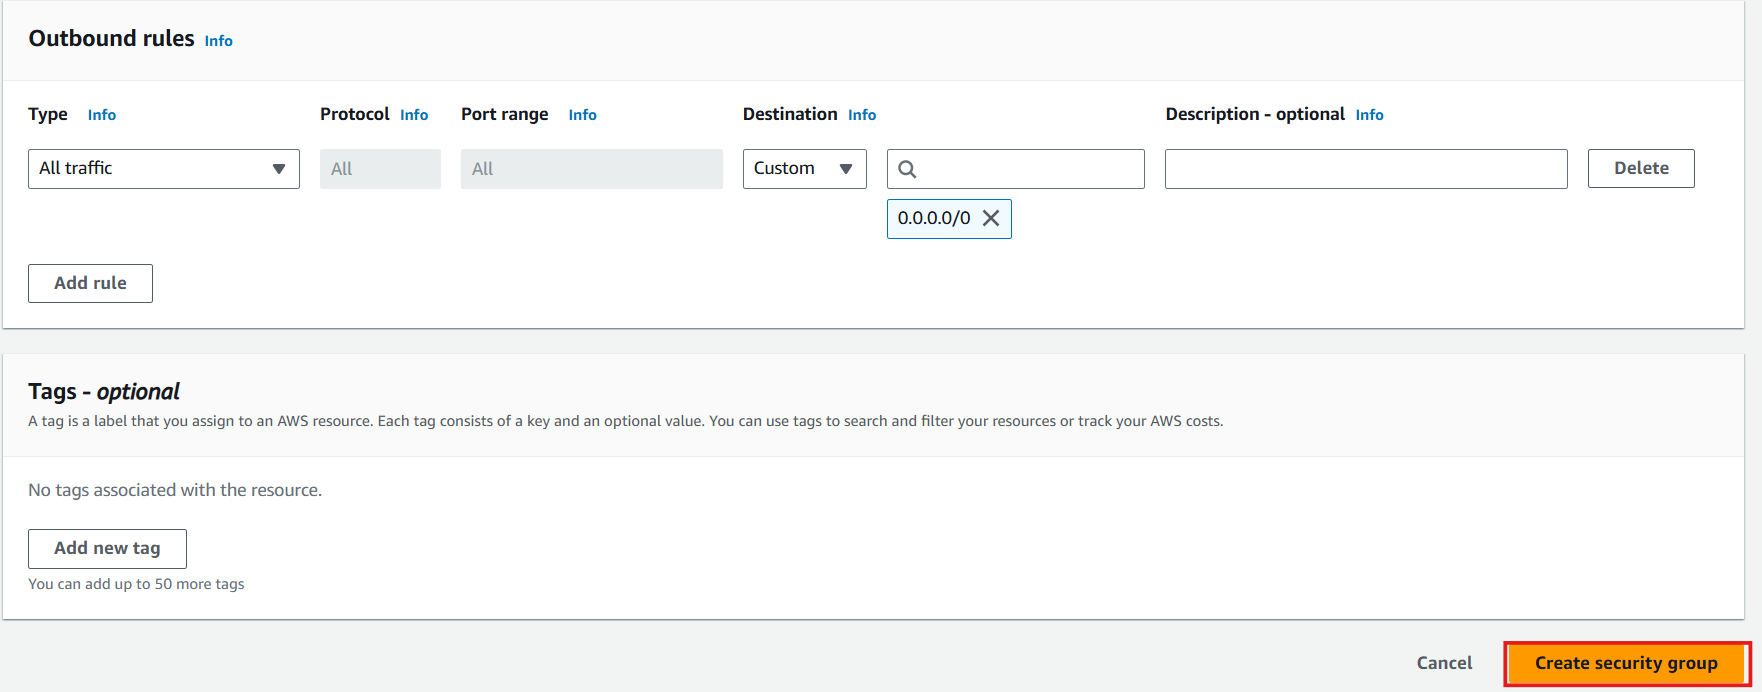 Outbound rules Info
Type Info Protocol Info Port range Info Destination Info Description - optional Info
All traffic All All Custom Delete
0.0.0.0/0
Add rule
Tags - optional
A tag is a label that you assign to an AWS resource. Each tag consists of a key and an optional value. You can use tags to search and filter your resources or track your AWS costs.
No tags associated with the resource.
Add new tag
You can add up to 50 more tags
Cancel Create security group